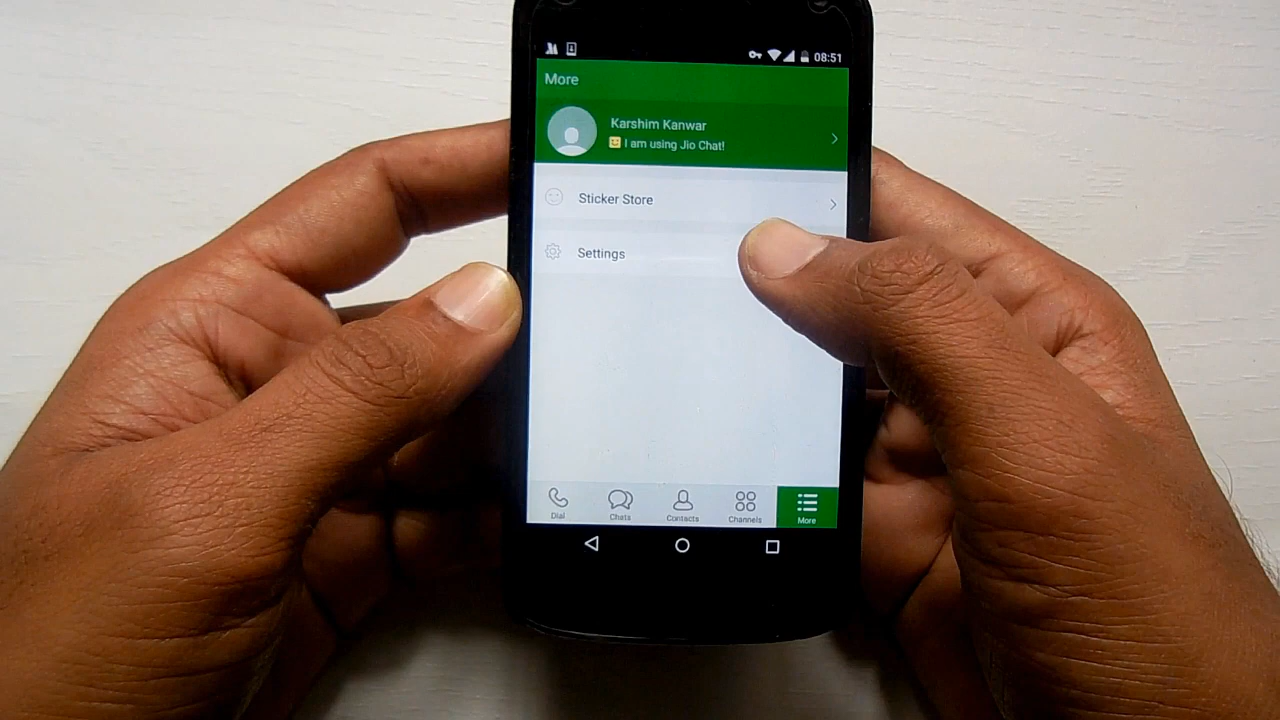 08:51
More
Karshim Kanwar
I am using Jio Chat!
Sticker Store
Settings
Dial
Chats
Contacts
Channels
More